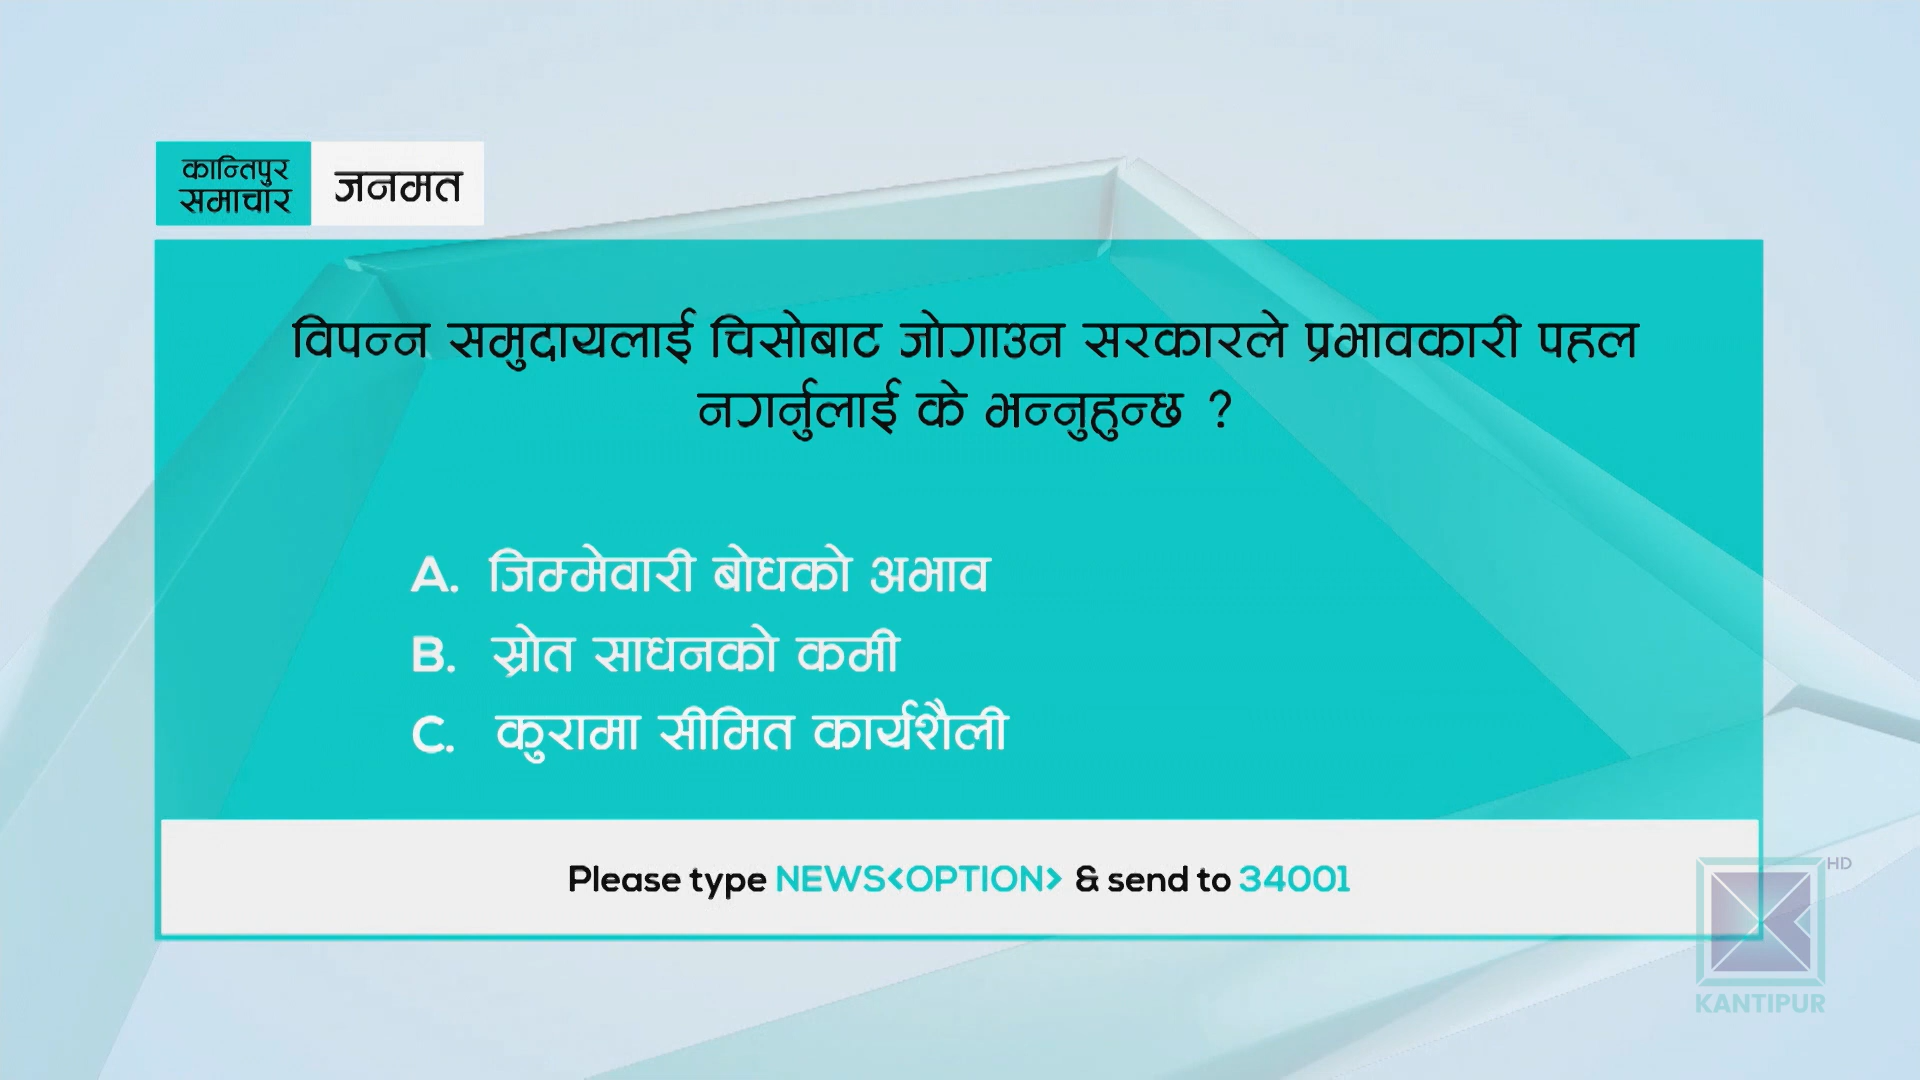 कान्तिपुर
समाचार
जनमत
विपन्न समुदायलाई चिसोबाट जोगाउन सरकारले प्रभावकारी पहल
नगर्नुलाई के भन्नुहुन्छ ?
A. जिम्मेवारी बोधको अभाव
B. स्रोत साधनको कमी
C. कुरामा सीमित कार्यशैली
Please type NEWS<OPTION> & send to 34001
HD
KANTIPUR